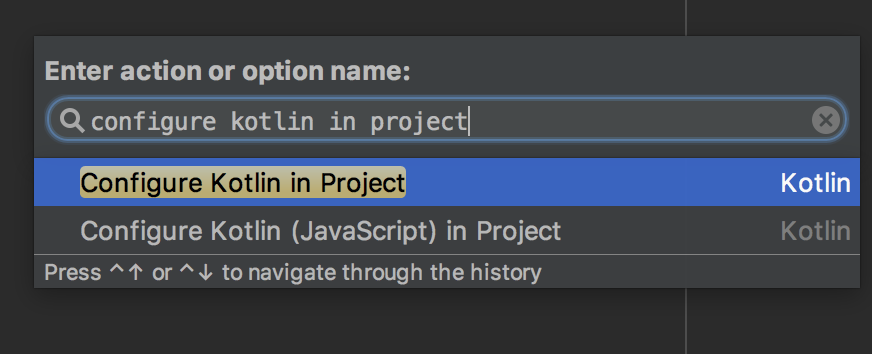 Enter action or option name:
configure kotlin in project
Configure Kotlin in Project Kotlin
Configure Kotlin (JavaScript) in Project Kotlin
Press ^↑ or ^↓ to navigate through the history